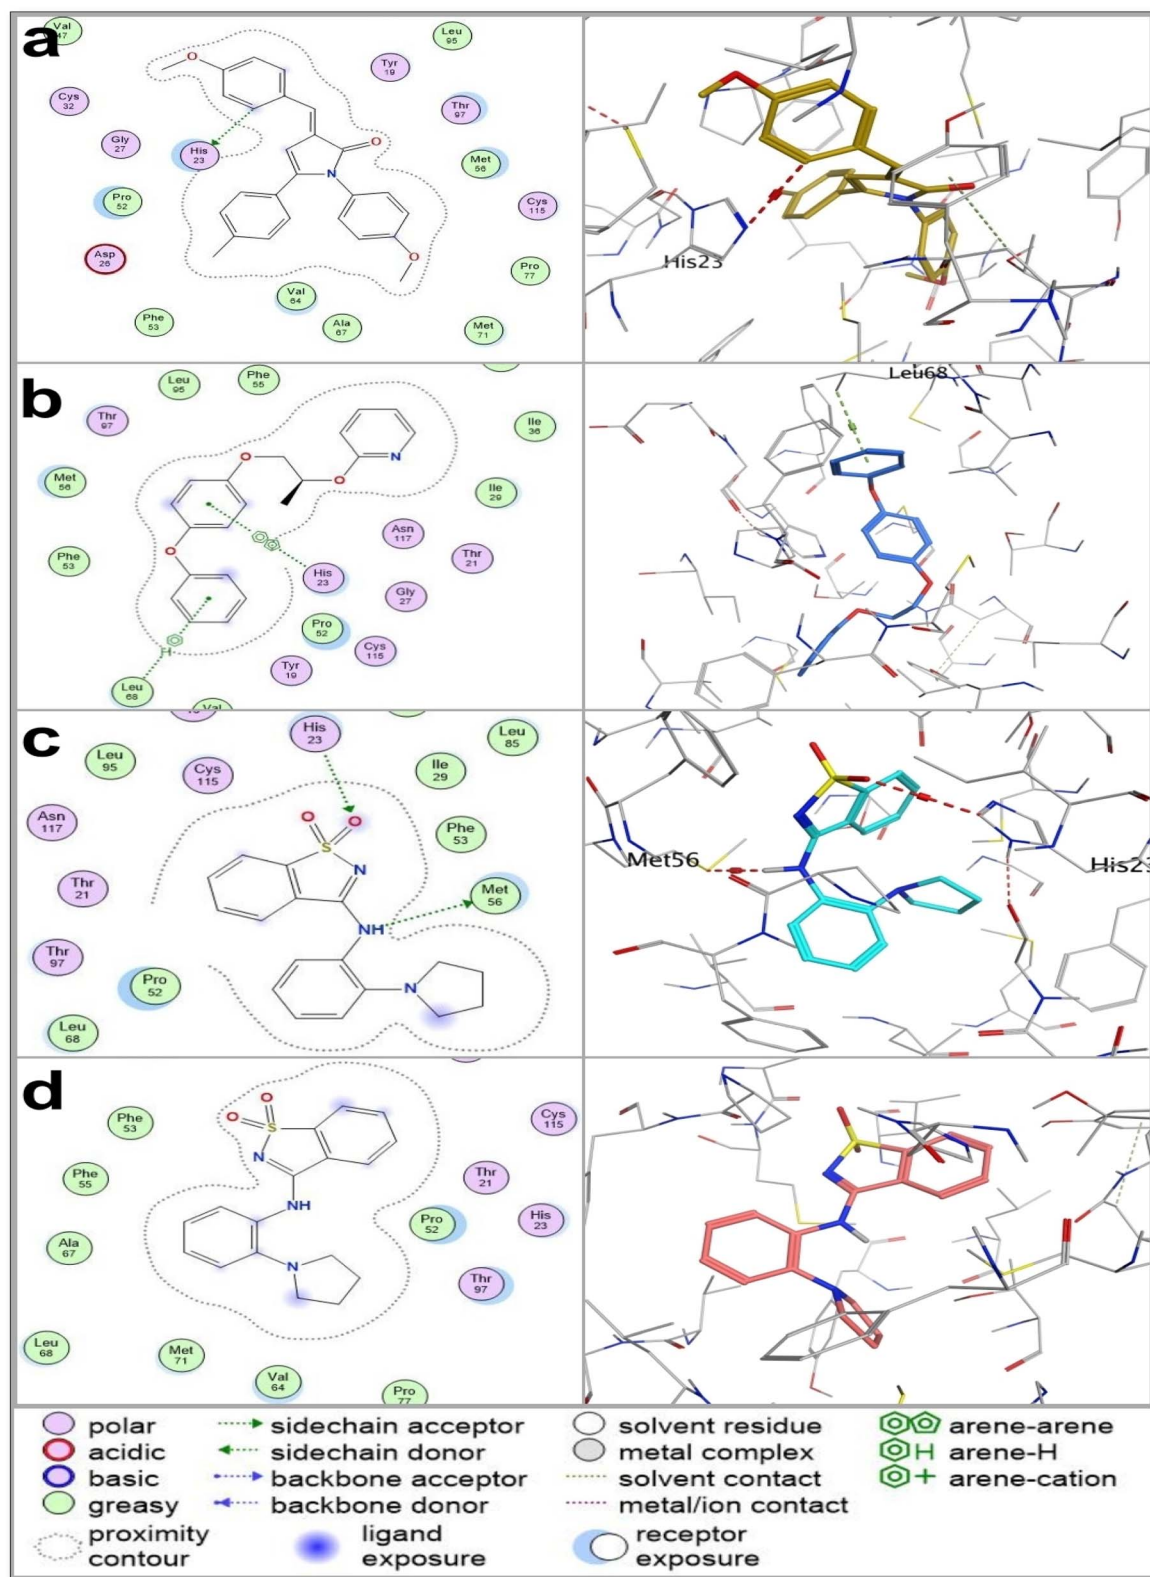 a
Val
47
Leu
95
Tyr
19
Cys
32
Thr
97
Gly
27
His
23
Met
56
Pro
52
Cys
115
Asp
26
Pro
77
Val
64
Phe
53
Ala
67
Met
71
O
O
N
O
His23
b
Leu
95
Phe
55
Thr
97
Ile
36
Met
56
Ile
29
Asn
117
Thr
21
Phe
53
His
23
Gly
27
Pro
52
Cys
115
Tyr
19
Leu
68
Val
O
N
O
O
H
Leu68
c
His
23
Leu
85
Leu
95
Cys
115
Ile
29
Asn
117
Phe
53
Thr
21
Met
56
Thr
97
Pro
52
Leu
68
O
O
S
N
NH
N
Met56
His23
d
Phe
53
Cys
115
Phe
55
Thr
21
His
23
Pro
52
Ala
67
Thr
97
Leu
68
Met
71
Val
64
Pro
77
O
O
S
N
NH
N
polar
acidic
basic
greasy
proximity
contour
sidechain acceptor
sidechain donor
backbone acceptor
backbone donor
ligand
exposure
solvent residue
metal complex
solvent contact
metal/ion contact
receptor
exposure
arene-arene
H arene-H
+ arene-cation